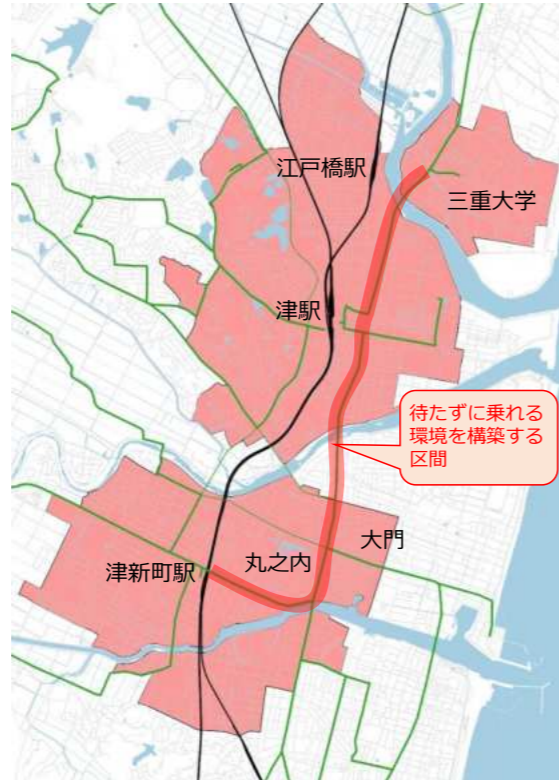 江戸橋駅
三重大学
津駅
待たずに乗れる
環境を構築する
区間
大門
丸之内
津新町駅